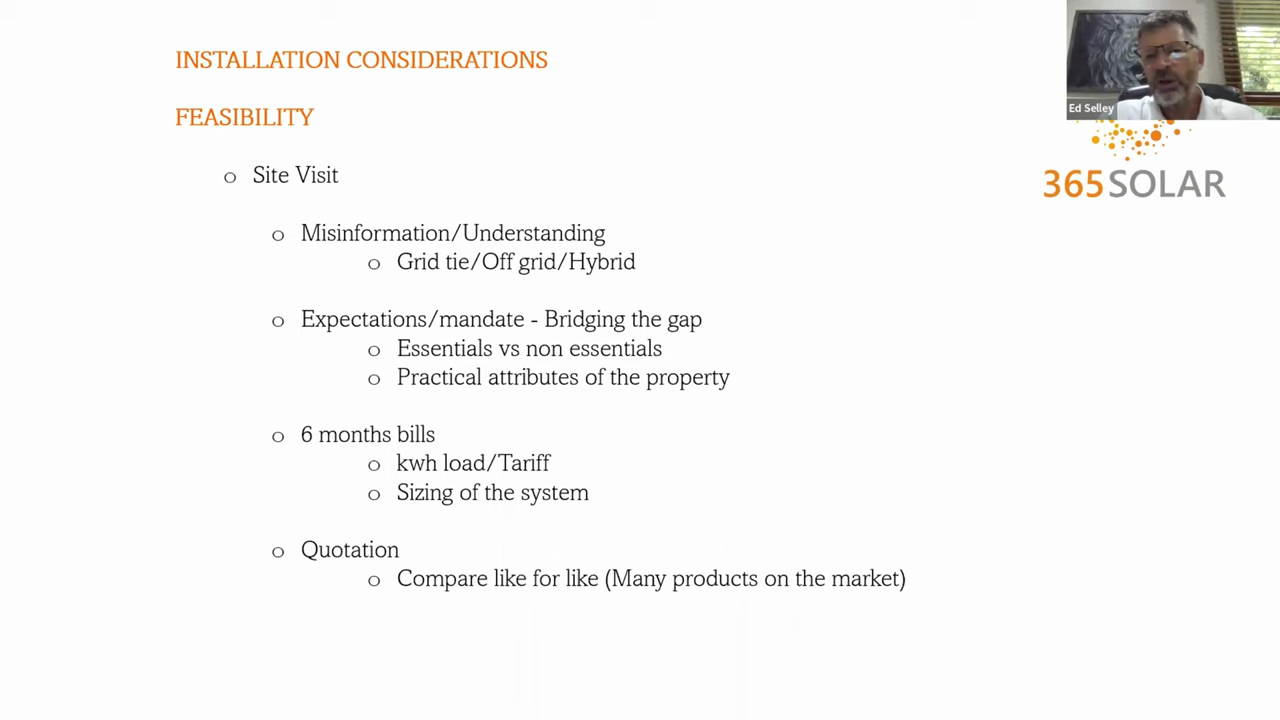 INSTALLATION CONSIDERATIONS
FEASIBILITY
o Site Visit
o Misinformation/Understanding
o Grid tie/Off grid/Hybrid
o Expectations/mandate - Bridging the gap
o Essentials vs non essentials
o Practical attributes of the property
o 6 months bills
o kwh load/Tariff
o Sizing of the system
o Quotation
o Compare like for like (Many products on the market)
Ed Selley
365 SOLAR